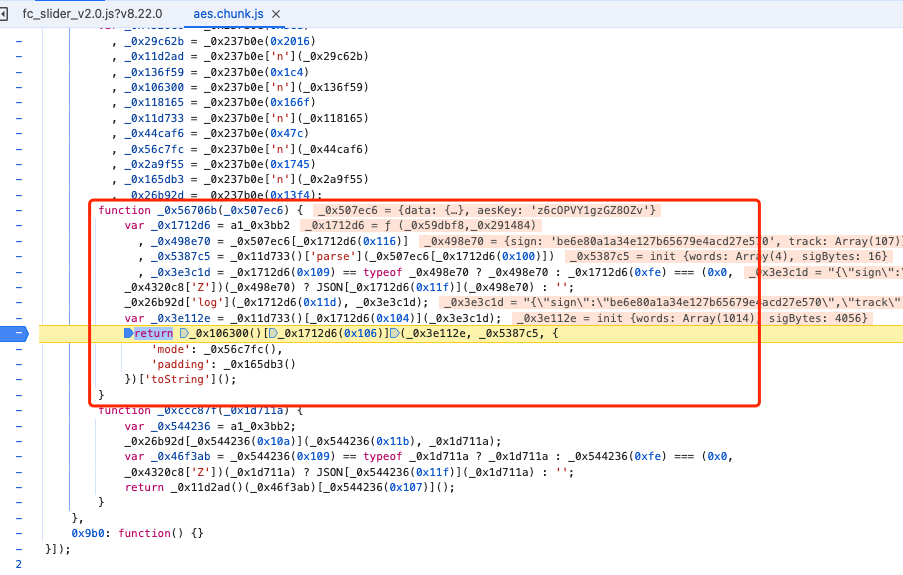 fc_slider_v2.0.js?v8.22.0 aes.chunk.js ×
, _0x29c62b = _0x237b0e(0x2016)
, _0x11d2ad = _0x237b0e['n'](_0x29c62b)
, _0x136f59 = _0x237b0e(0x1c4)
, _0x106300 = _0x237b0e['n'](_0x136f59)
, _0x118165 = _0x237b0e(0x166f)
, _0x11d733 = _0x237b0e['n'](_0x118165)
, _0x44caf6 = _0x237b0e(0x47c)
, _0x56c7fc = _0x237b0e['n'](_0x44caf6)
, _0x2a9f55 = _0x237b0e(0x1745)
, _0x165db3 = _0x237b0e['n'](_0x2a9f55)
, _0x26b92d = _0x237b0e(0x13f4);
function _0x56706b(_0x507ec6) { _0x507ec6 = {data: {…}, aesKey: 'z6cOPVY1gzGZ8OZv'}
var _0x1712d6 = a1_0x3bb2 _0x1712d6 = ƒ (_0x59dbf8,_0x291484)
, _0x498e70 = _0x507ec6[_0x1712d6(0x116)] _0x498e70 = {sign: 'be6e80a1a34e127b65679e4acd27e570', track: Array(107)}
, _0x5387c5 = _0x11d733()['parse'](_0x507ec6[_0x1712d6(0x100)]) _0x5387c5 = init {words: Array(4), sigBytes: 16}
, _0x3e3c1d = _0x1712d6(0x109) == typeof _0x498e70 ? _0x498e70 : _0x1712d6(0xfe) === (0x0, _0x3e3c1d = "{\"sign\":
_0x4320c8['Z'])(_0x498e70) ? JSON[_0x1712d6(0x11f)](_0x498e70) : '';
_0x26b92d['log'](_0x1712d6(0x11d), _0x3e3c1d); _0x3e3c1d = "{\"sign\":\"be6e80a1a34e127b65679e4acd27e570\",\"track\"
var _0x3e112e = _0x11d733()[_0x1712d6(0x104)](_0x3e3c1d); _0x3e112e = init {words: Array(1014), sigBytes: 4056}
return _0x106300()[_0x1712d6(0x106)](_0x3e112e, _0x5387c5, {
'mode': _0x56c7fc(),
'padding': _0x165db3()
})['toString']();
}
function _0xccc87f(_0x1d711a) {
var _0x544236 = a1_0x3bb2;
_0x26b92d[_0x544236(0x10a)](_0x544236(0x11b), _0x1d711a);
var _0x46f3ab = _0x544236(0x109) == typeof _0x1d711a ? _0x1d711a : _0x544236(0xfe) === (0x0,
_0x4320c8['Z'])(_0x1d711a) ? JSON[_0x544236(0x11f)](_0x1d711a) : '';
return _0x11d2ad()(_0x46f3ab)[_0x544236(0x107)]();
}
},
0x9b0: function() {}
}]);
2